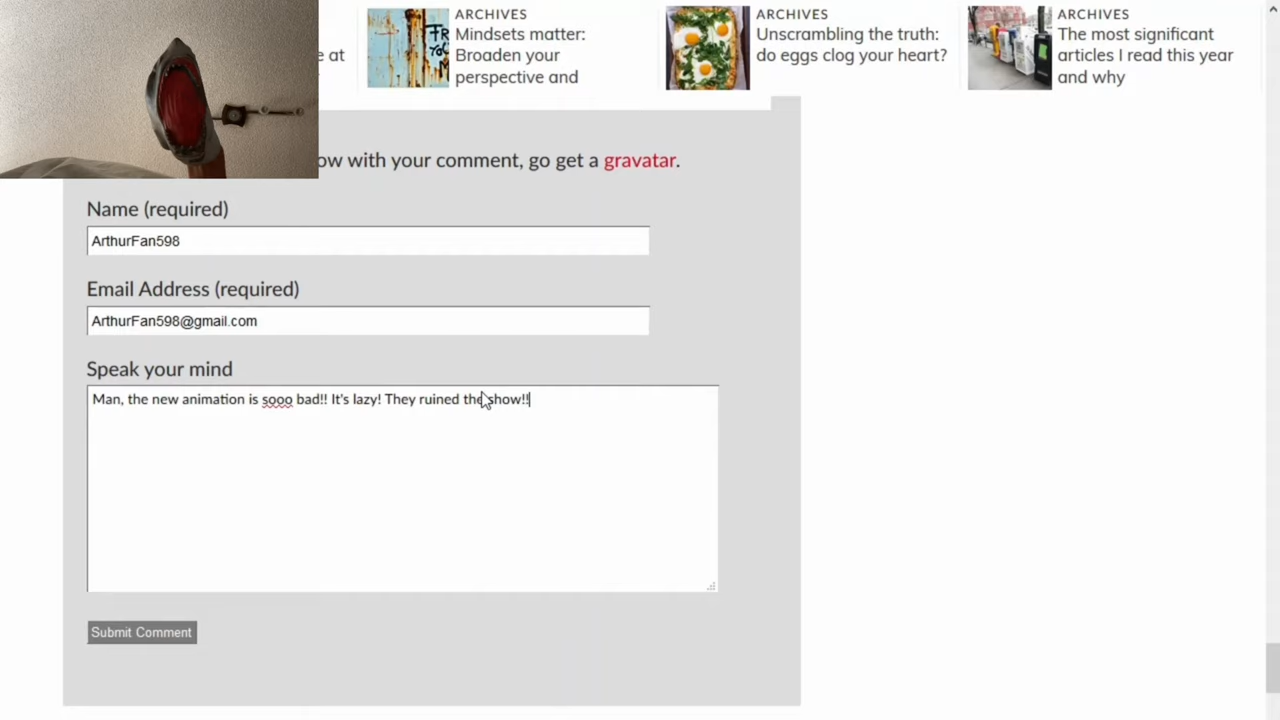 ARCHIVES
e at
Mindsets matter:
Broaden your
perspective and
ARCHIVES
Unscrambling the truth:
do eggs clog your heart?
ARCHIVES
The most significant
articles I read this year
and why
ow with your comment, go get a gravatar.
Name (required)
ArthurFan598
Email Address (required)
ArthurFan598@gmail.com
Speak your mind
Man, the new animation is sooo bad!! It's lazy! They ruined the show!!
Submit Comment